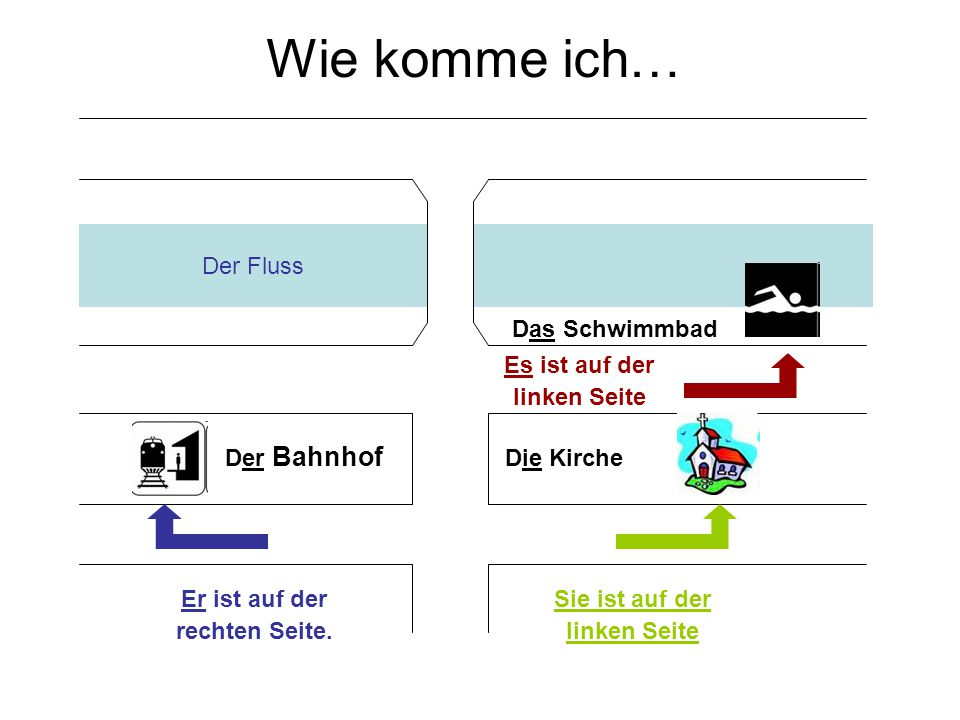 Wie komme ich…
Der Fluss
Das Schwimmbad
Es ist auf der
linken Seite
Der Bahnhof
Die Kirche
Er ist auf der
rechten Seite.
Sie ist auf der
linken Seite